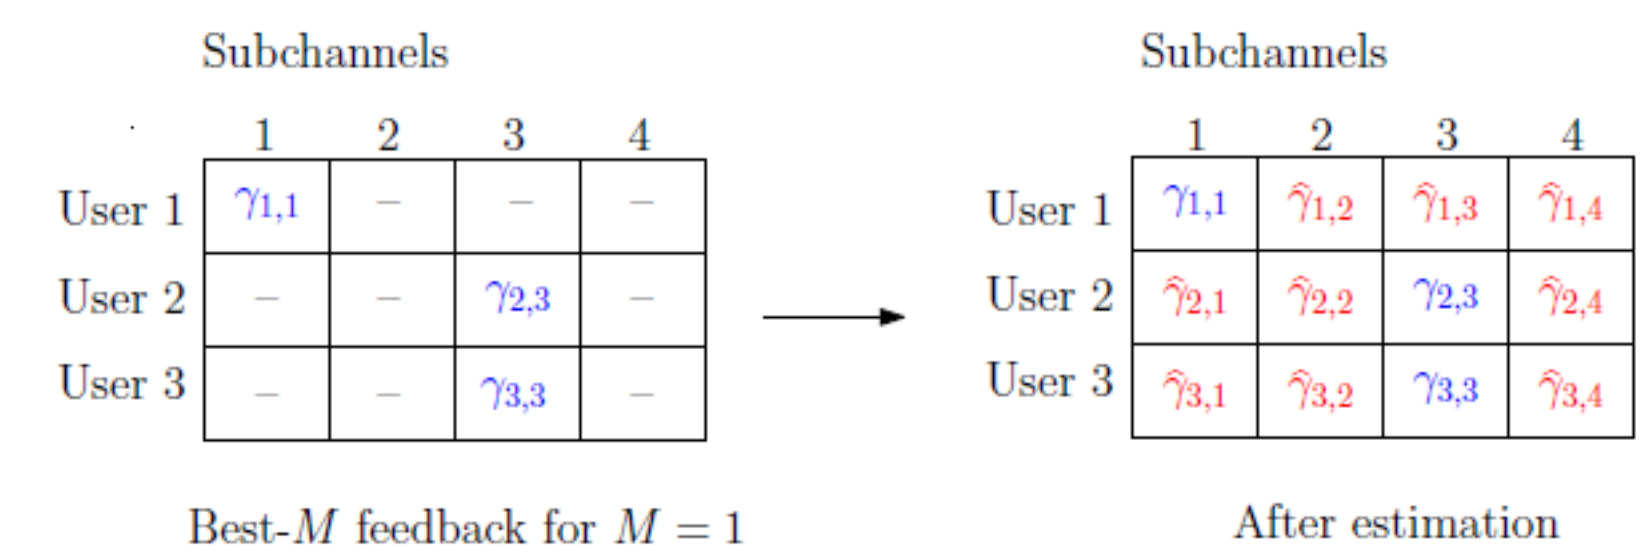 Subchannels
1 2 3 4
User 1 γ1,1 – – –
User 2 – – γ2,3 –
User 3 – – γ3,3 –
Best-M feedback for M = 1
Subchannels
1 2 3 4
User 1 γ1,1 γ̂1,2 γ̂1,3 γ̂1,4
User 2 γ̂2,1 γ̂2,2 γ2,3 γ̂2,4
User 3 γ̂3,1 γ̂3,2 γ3,3 γ̂3,4
After estimation